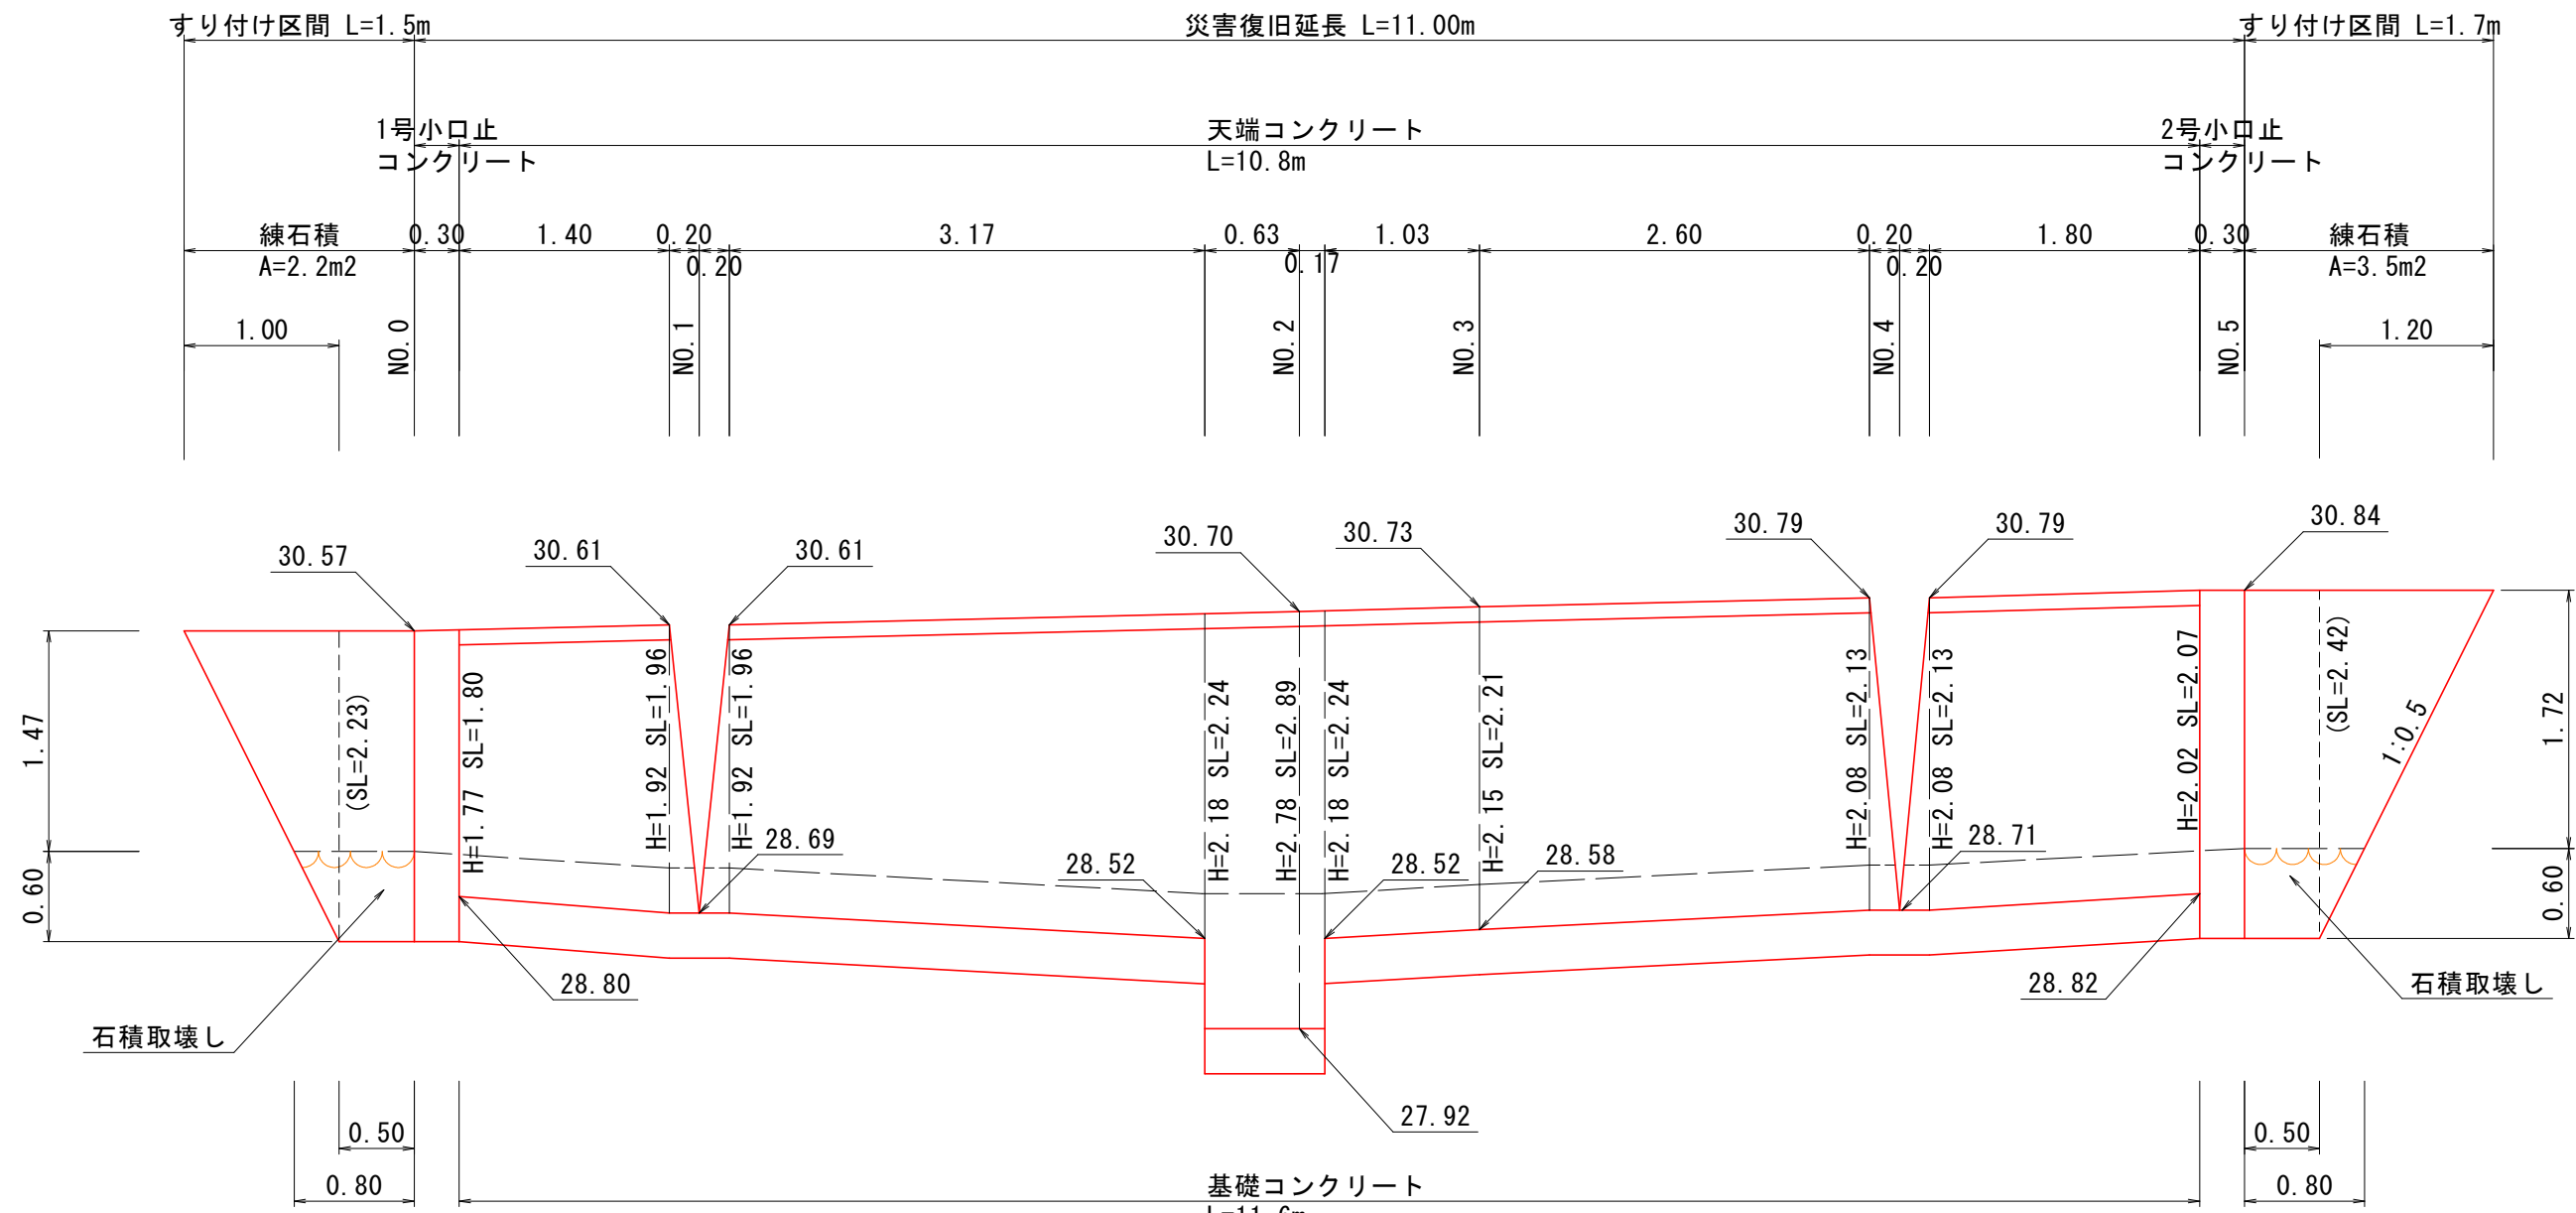 すり付け区間 L=1.5m
災害復旧延長 L=11.00m
すり付け区間 L=1.7m
1号小口止
コンクリート
天端コンクリート
L=10.8m
2号小口止
コンクリート
練石積
A=2.2m2
0.30
1.40
0.20
0.20
3.17
0.63
0.17
1.03
2.60
0.20
0.20
1.80
0.30
練石積
A=3.5m2
1.00
NO.0
NO.1
NO.2
NO.3
NO.4
NO.5
1.20
30.57
30.61
30.61
30.70
30.73
30.79
30.79
30.84
1.47
0.60
(SL=2.23)
H=1.77 SL=1.80
H=1.92 SL=1.96
H=1.92 SL=1.96
H=2.18 SL=2.24
H=2.78 SL=2.89
H=2.18 SL=2.24
H=2.15 SL=2.21
H=2.08 SL=2.13
H=2.08 SL=2.13
H=2.02 SL=2.07
(SL=2.42)
1:0.5
1.72
0.60
28.69
28.52
28.52
28.58
28.71
28.80
28.82
27.92
石積取壊し
石積取壊し
0.50
0.80
0.50
0.80
基礎コンクリート
L=11.6m